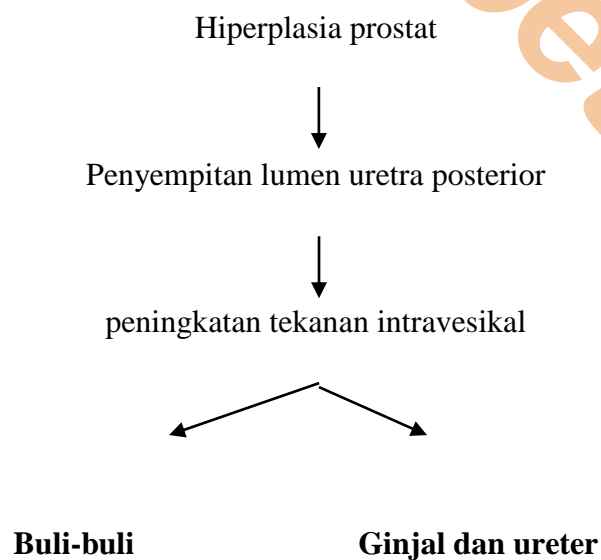 Hiperplasia prostat
Penyempitan lumen uretra posterior
peningkatan tekanan intravesikal
Buli-buli Ginjal dan ureter